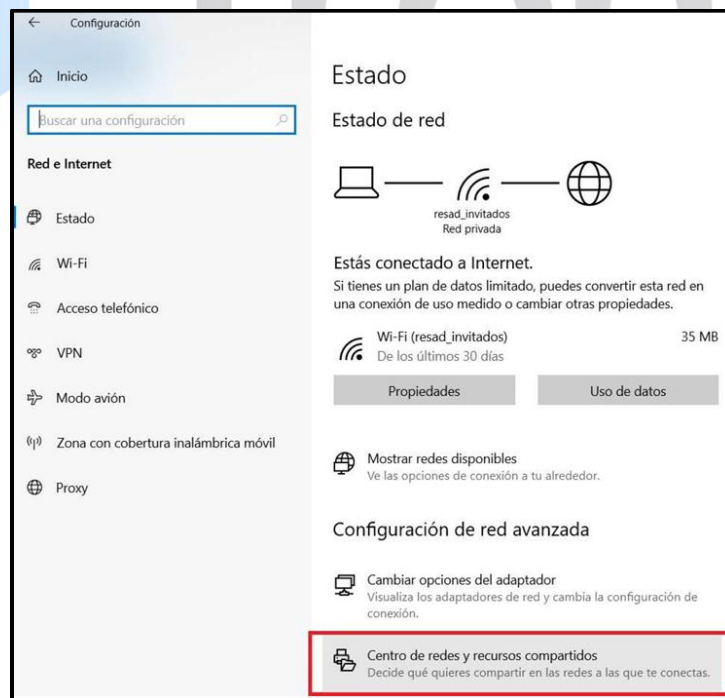 Configuración
Inicio
Buscar una configuración
Red e Internet
Estado
Wi-Fi
Acceso telefónico
VPN
Modo avión
Zona con cobertura inalámbrica móvil
Proxy
Estado
Estado de red
resad_invitados
Red privada
Estás conectado a Internet.
Si tienes un plan de datos limitado, puedes convertir esta red en
una conexión de uso medido o cambiar otras propiedades.
Wi-Fi (resad_invitados) 35 MB
De los últimos 30 días
Propiedades Uso de datos
Mostrar redes disponibles
Ve las opciones de conexión a tu alrededor.
Configuración de red avanzada
Cambiar opciones del adaptador
Visualiza los adaptadores de red y cambia la configuración de
conexión.
Centro de redes y recursos compartidos
Decide qué quieres compartir en las redes a las que te conectas.